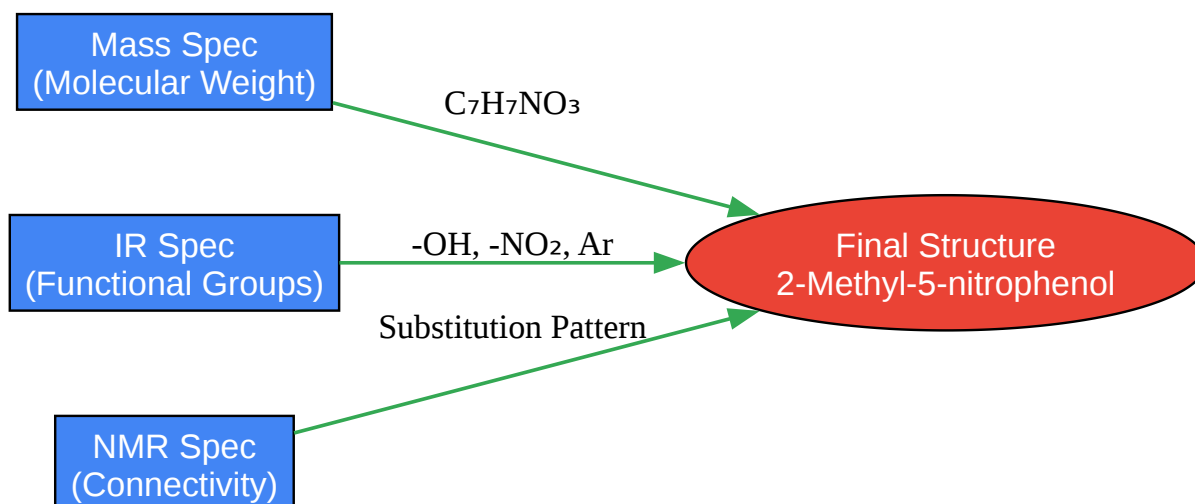 Mass Spec
(Molecular Weight)
C₇H₇NO₃
IR Spec
(Functional Groups)
-OH, -NO₂, Ar
Final Structure
2-Methyl-5-nitrophenol
Substitution Pattern
NMR Spec
(Connectivity)